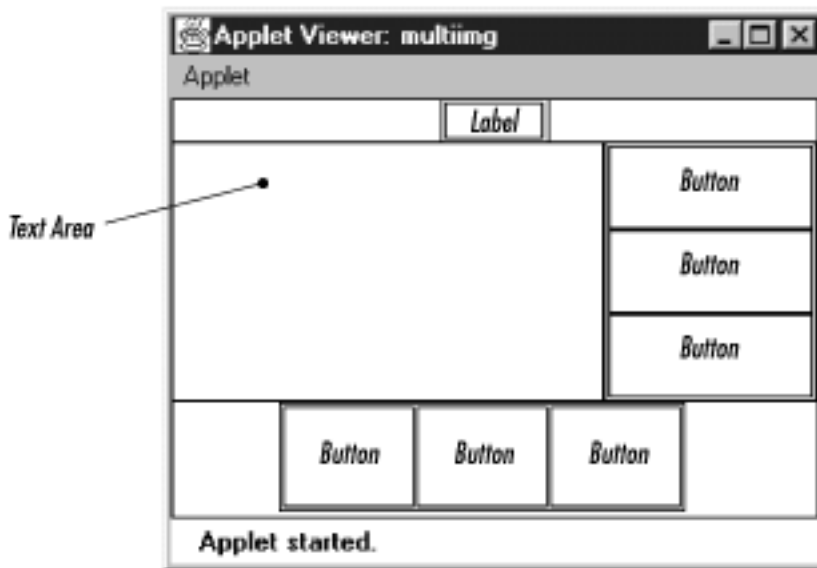 Applet Viewer: multiimg
Applet
Label
Button
Text Area
Button
Button
Button Button Button
Applet started.